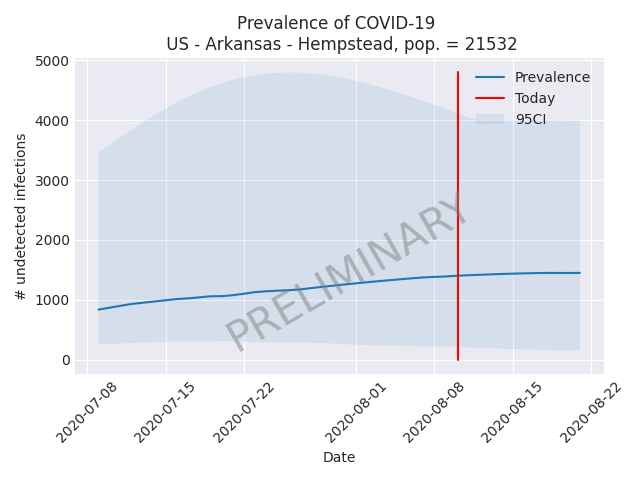 Prevalence of COVID-19
US - Arkansas - Hempstead, pop. = 21532
5000
4000
3000
2000
1000
0
# undetected infections
Prevalence
Today
95CI
PRELIMINARY
2020-07-08
2020-07-15
2020-07-22
2020-08-01
2020-08-08
2020-08-15
2020-08-22
Date